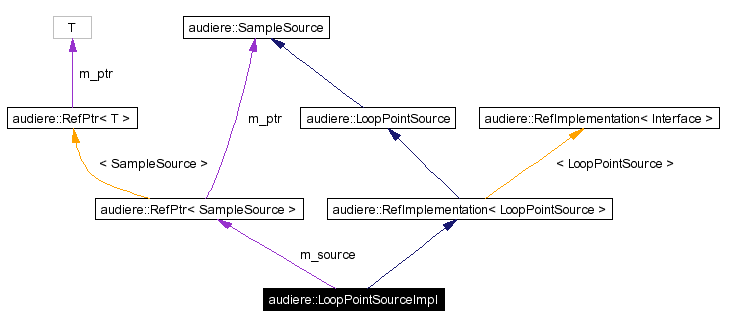 T
audiere::SampleSource
m_ptr
audiere::RefPtr< T >
m_ptr
audiere::LoopPointSource
audiere::RefImplementation< Interface >
< SampleSource >
< LoopPointSource >
audiere::RefPtr< SampleSource >
audiere::RefImplementation< LoopPointSource >
m_source
audiere::LoopPointSourceImpl